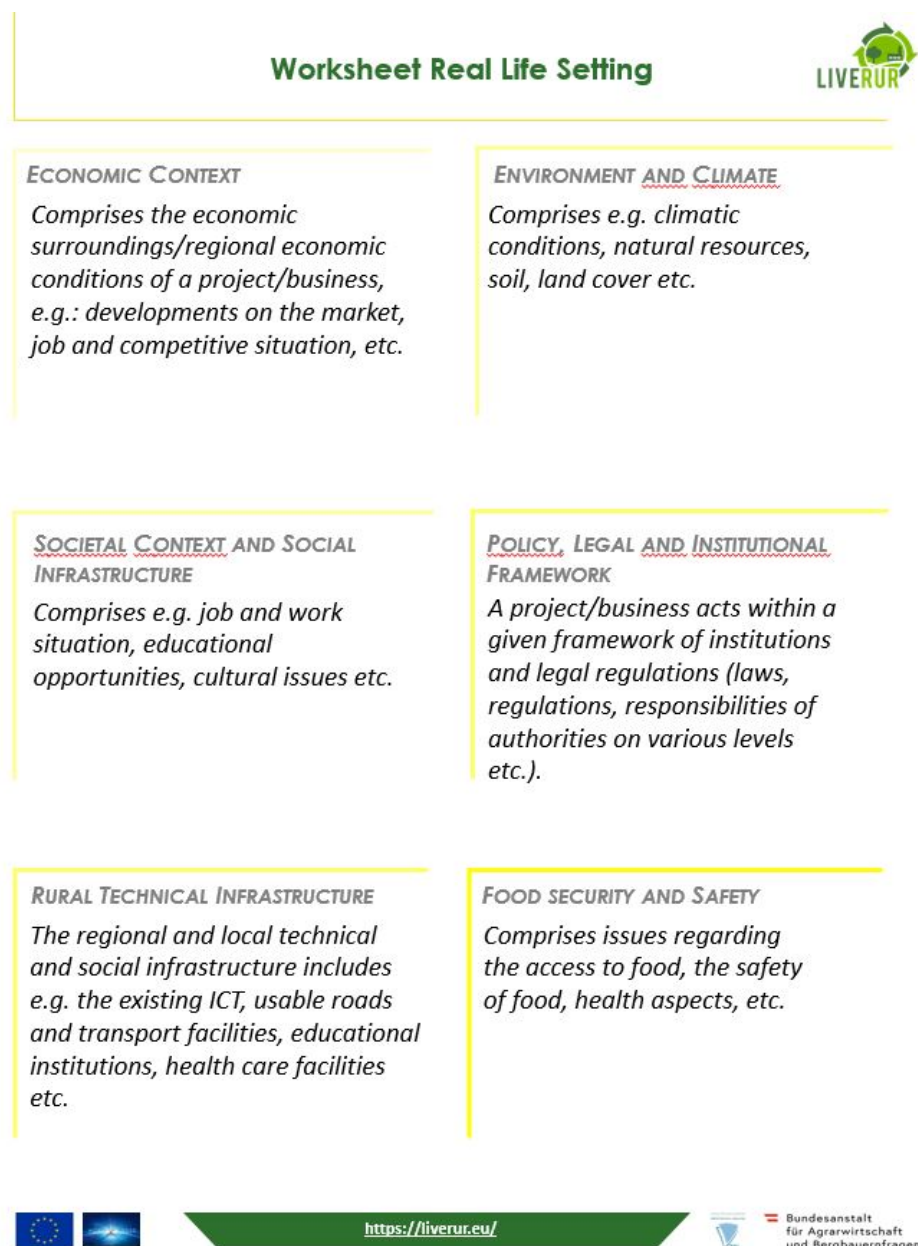 Worksheet Real Life Setting
LIVERUR
ECONOMIC CONTEXT
Comprises the economic
surroundings/regional economic
conditions of a project/business,
e.g.: developments on the market,
job and competitive situation, etc.
ENVIRONMENT AND CLIMATE
Comprises e.g. climatic
conditions, natural resources,
soil, land cover etc.
SOCIETAL CONTEXT AND SOCIAL
INFRASTRUCTURE
Comprises e.g. job and work
situation, educational
opportunities, cultural issues etc.
POLICY, LEGAL AND INSTITUTIONAL
FRAMEWORK
A project/business acts within a
given framework of institutions
and legal regulations (laws,
regulations, responsibilities of
authorities on various levels
etc.).
RURAL TECHNICAL INFRASTRUCTURE
The regional and local technical
and social infrastructure includes
e.g. the existing ICT, usable roads
and transport facilities, educational
institutions, health care facilities
etc.
FOOD SECURITY AND SAFETY
Comprises issues regarding
the access to food, the safety
of food, health aspects, etc.
https://liverur.eu/
Bundesanstalt
für Agrarwirtschaft
und Bergbauernfragen